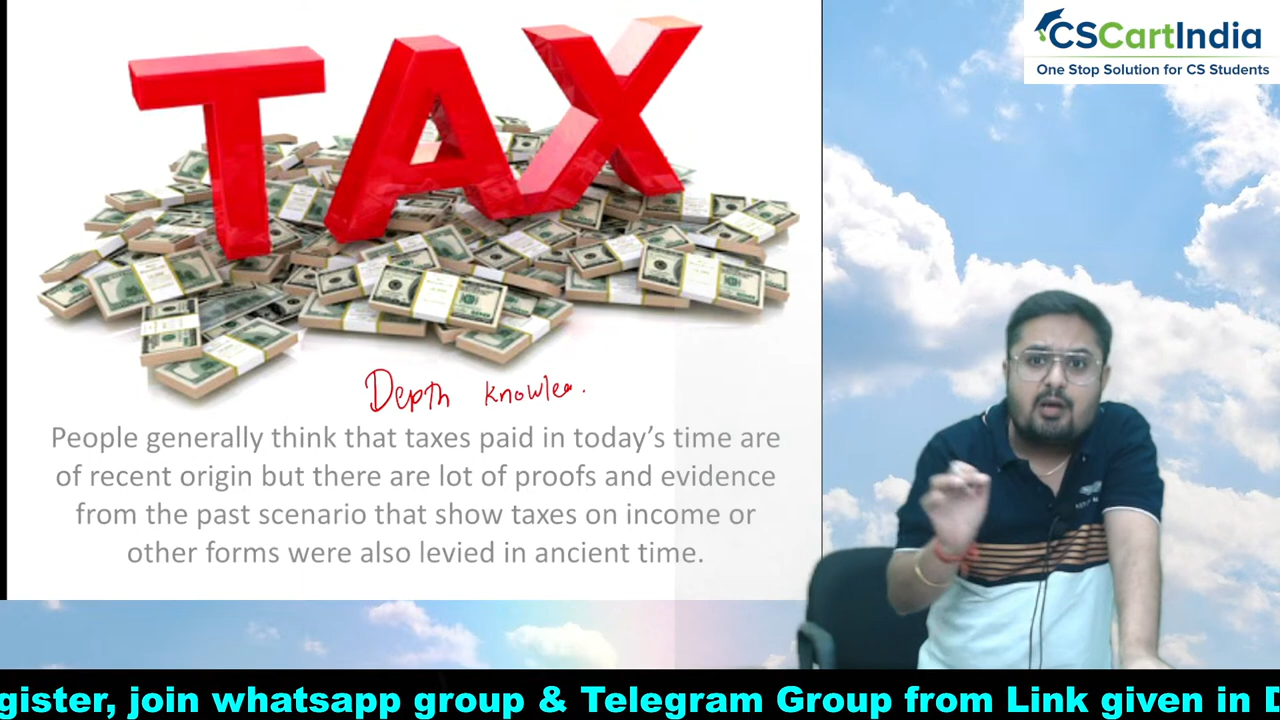 TAX
CSCartIndia
One Stop Solution for CS Students
Depth knowle.
People generally think that taxes paid in today's time are
of recent origin but there are lot of proofs and evidence
from the past scenario that show taxes on income or
other forms were also levied in ancient time.
gister, join whatsapp group & Telegram Group from Link given in D